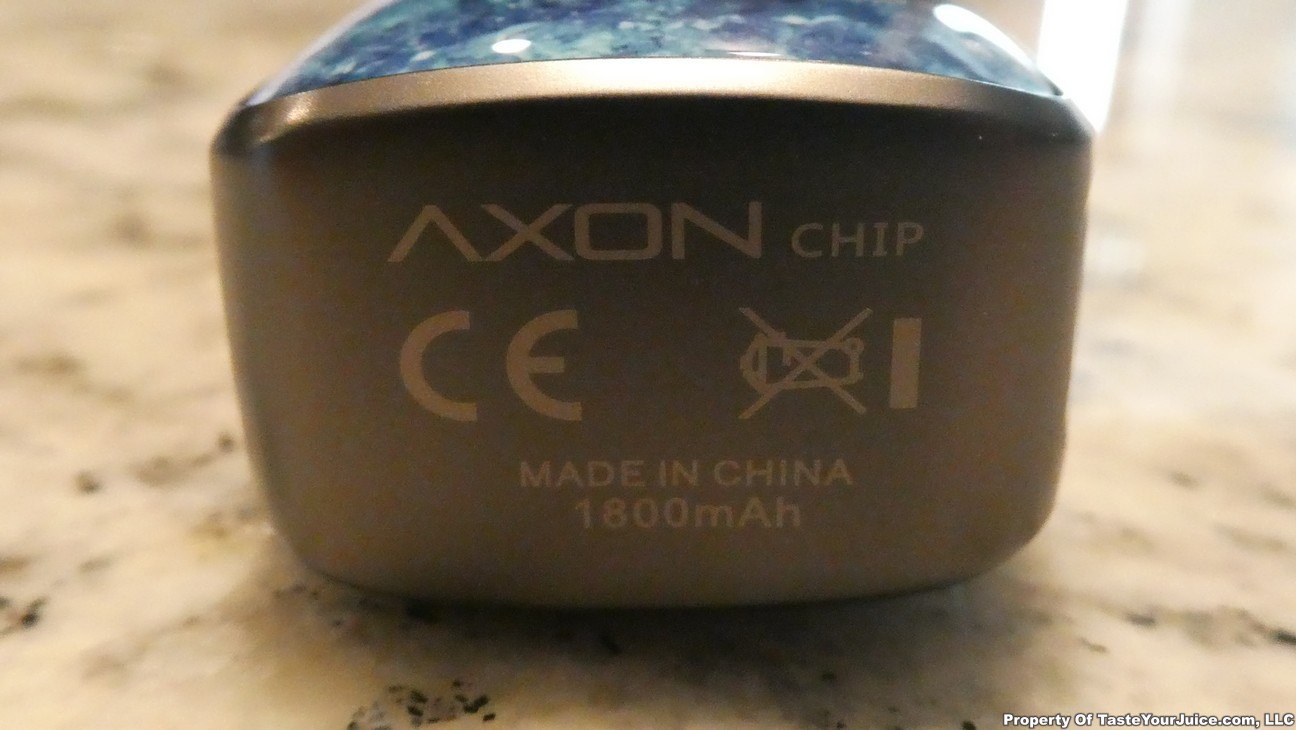 AXON CHIP
CE
MADE IN CHINA
1800mAh
Property Of TasteYourJuice.com, LLC